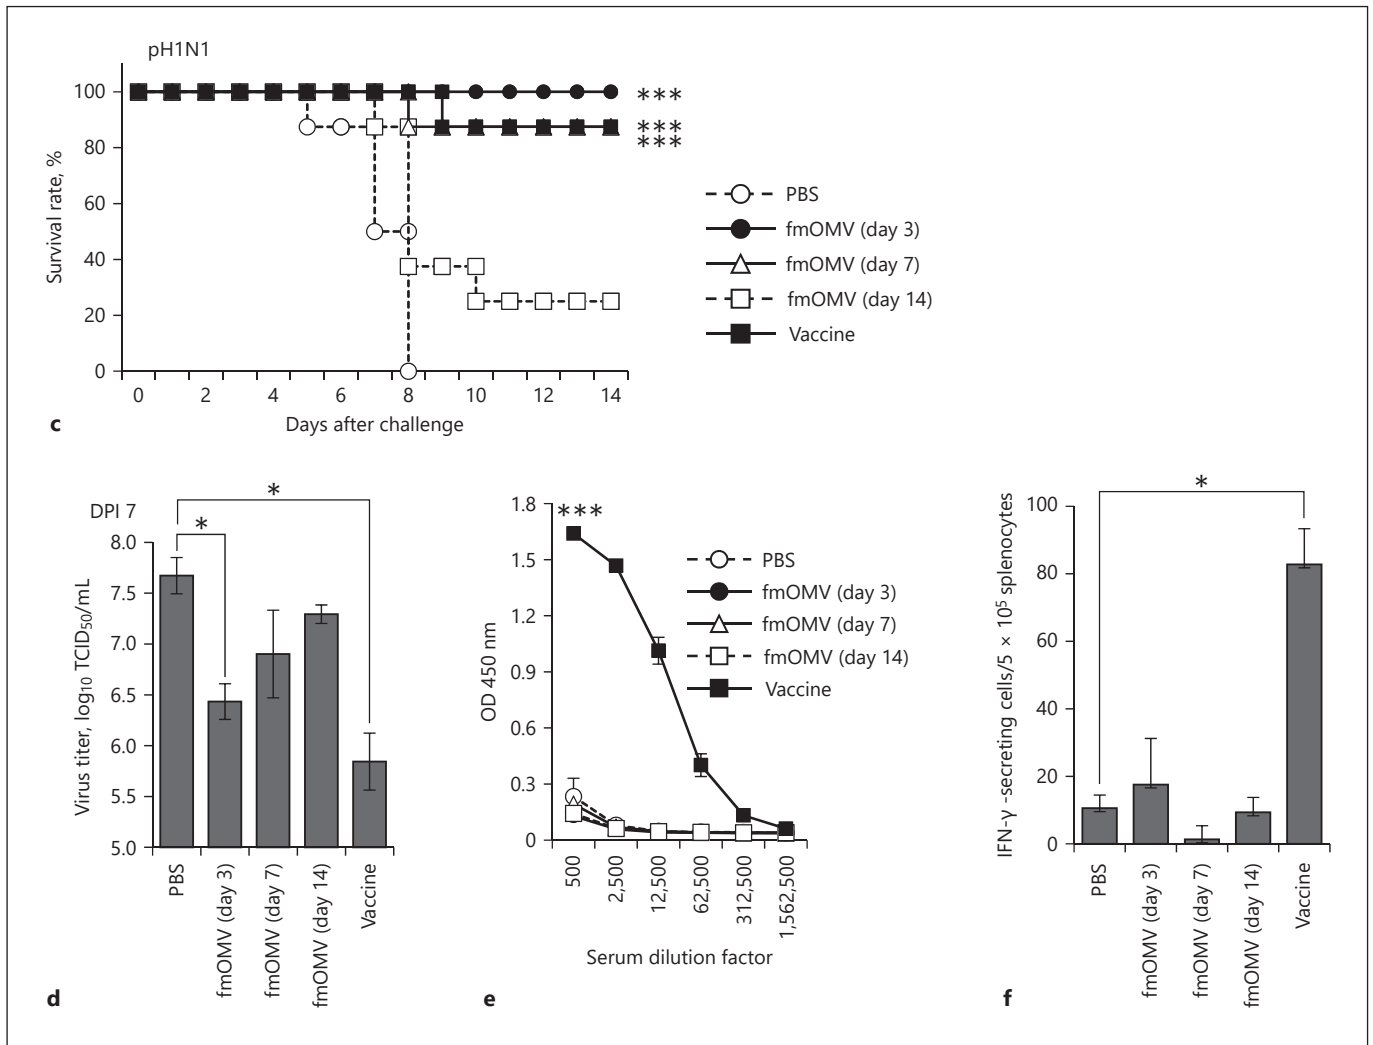 pH1N1
100
80
60
40
20
0
Survival rate, %
0 2 4 6 8 10 12 14
Days after challenge
***
***
***
PBS
fmOMV (day 3)
fmOMV (day 7)
fmOMV (day 14)
Vaccine
c
DPI 7
*
*
8.0
7.5
7.0
6.5
6.0
5.5
5.0
Virus titer, log₁₀ TCID₅₀/mL
PBS
fmOMV (day 3)
fmOMV (day 7)
fmOMV (day 14)
Vaccine
d
1.8
1.5
1.2
0.9
0.6
0.3
0
OD 450 nm
***
PBS
fmOMV (day 3)
fmOMV (day 7)
fmOMV (day 14)
Vaccine
500
2,500
12,500
62,500
312,500
1,562,500
Serum dilution factor
e
*
100
80
60
40
20
0
IFN-γ -secreting cells/5 × 10⁵ splenocytes
PBS
fmOMV (day 3)
fmOMV (day 7)
fmOMV (day 14)
Vaccine
f